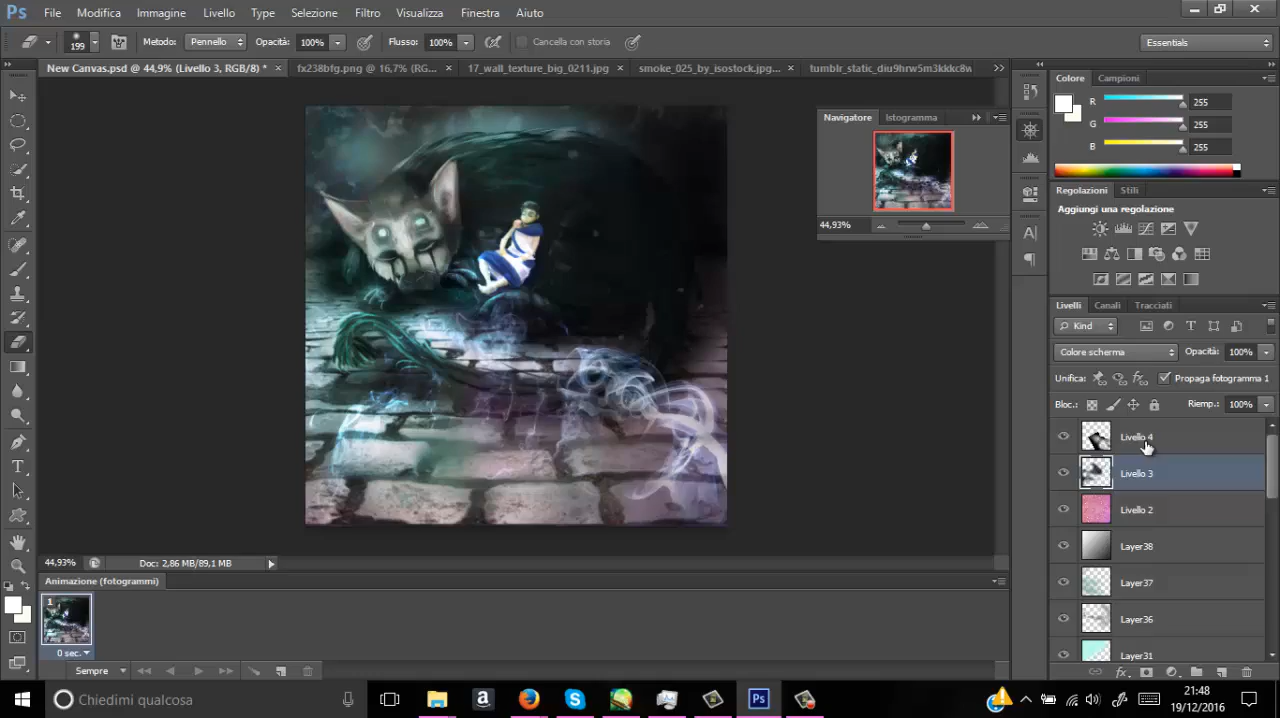 Ps File Modifica Immagine Livello Type Selezione Filtro Visualizza Finestra Aiuto
199 Metodo: Pennello Opacità: 100% Flusso: 100% Cancella con storia Essentials
New Canvas.psd @ 44,9% (Livello 3, RGB/8) * × fx238bfg.png @ 16,7% (RG... × 17_wall_texture_big_0211.jpg × smoke_025_by_isostock.jpg... × tumblr_static_diu9hrw5m3kkkc8w
Colore Campioni
R 255
G 255
B 255
Navigatore Istogramma
44,93%
Regolazioni Stili
Aggiungi una regolazione
Livelli Canali Tracciati
Kind
Colore scherma Opacità: 100%
Unifica: Propaga fotogramma 1
Bloc.: Riemp.: 100%
Livello 4
Livello 3
Livello 2
Layer38
Layer37
Layer36
Layer31
44,93% Doc: 2,86 MB/89,1 MB
Animazione (fotogrammi)
1
0 sec.
Sempre
Chiedimi qualcosa
21:48
19/12/2016